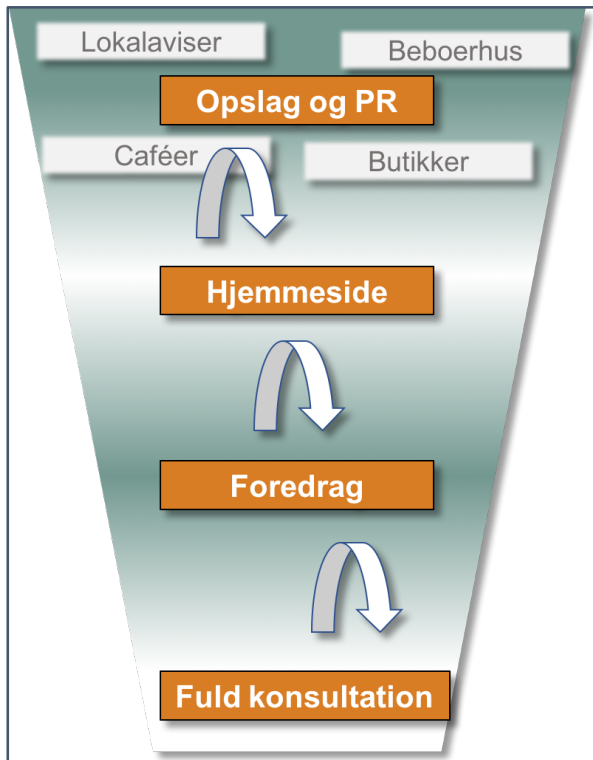 Lokalaviser
Beboerhus
Opslag og PR
Caféer
Butikker
Hjemmeside
Foredrag
Fuld konsultation